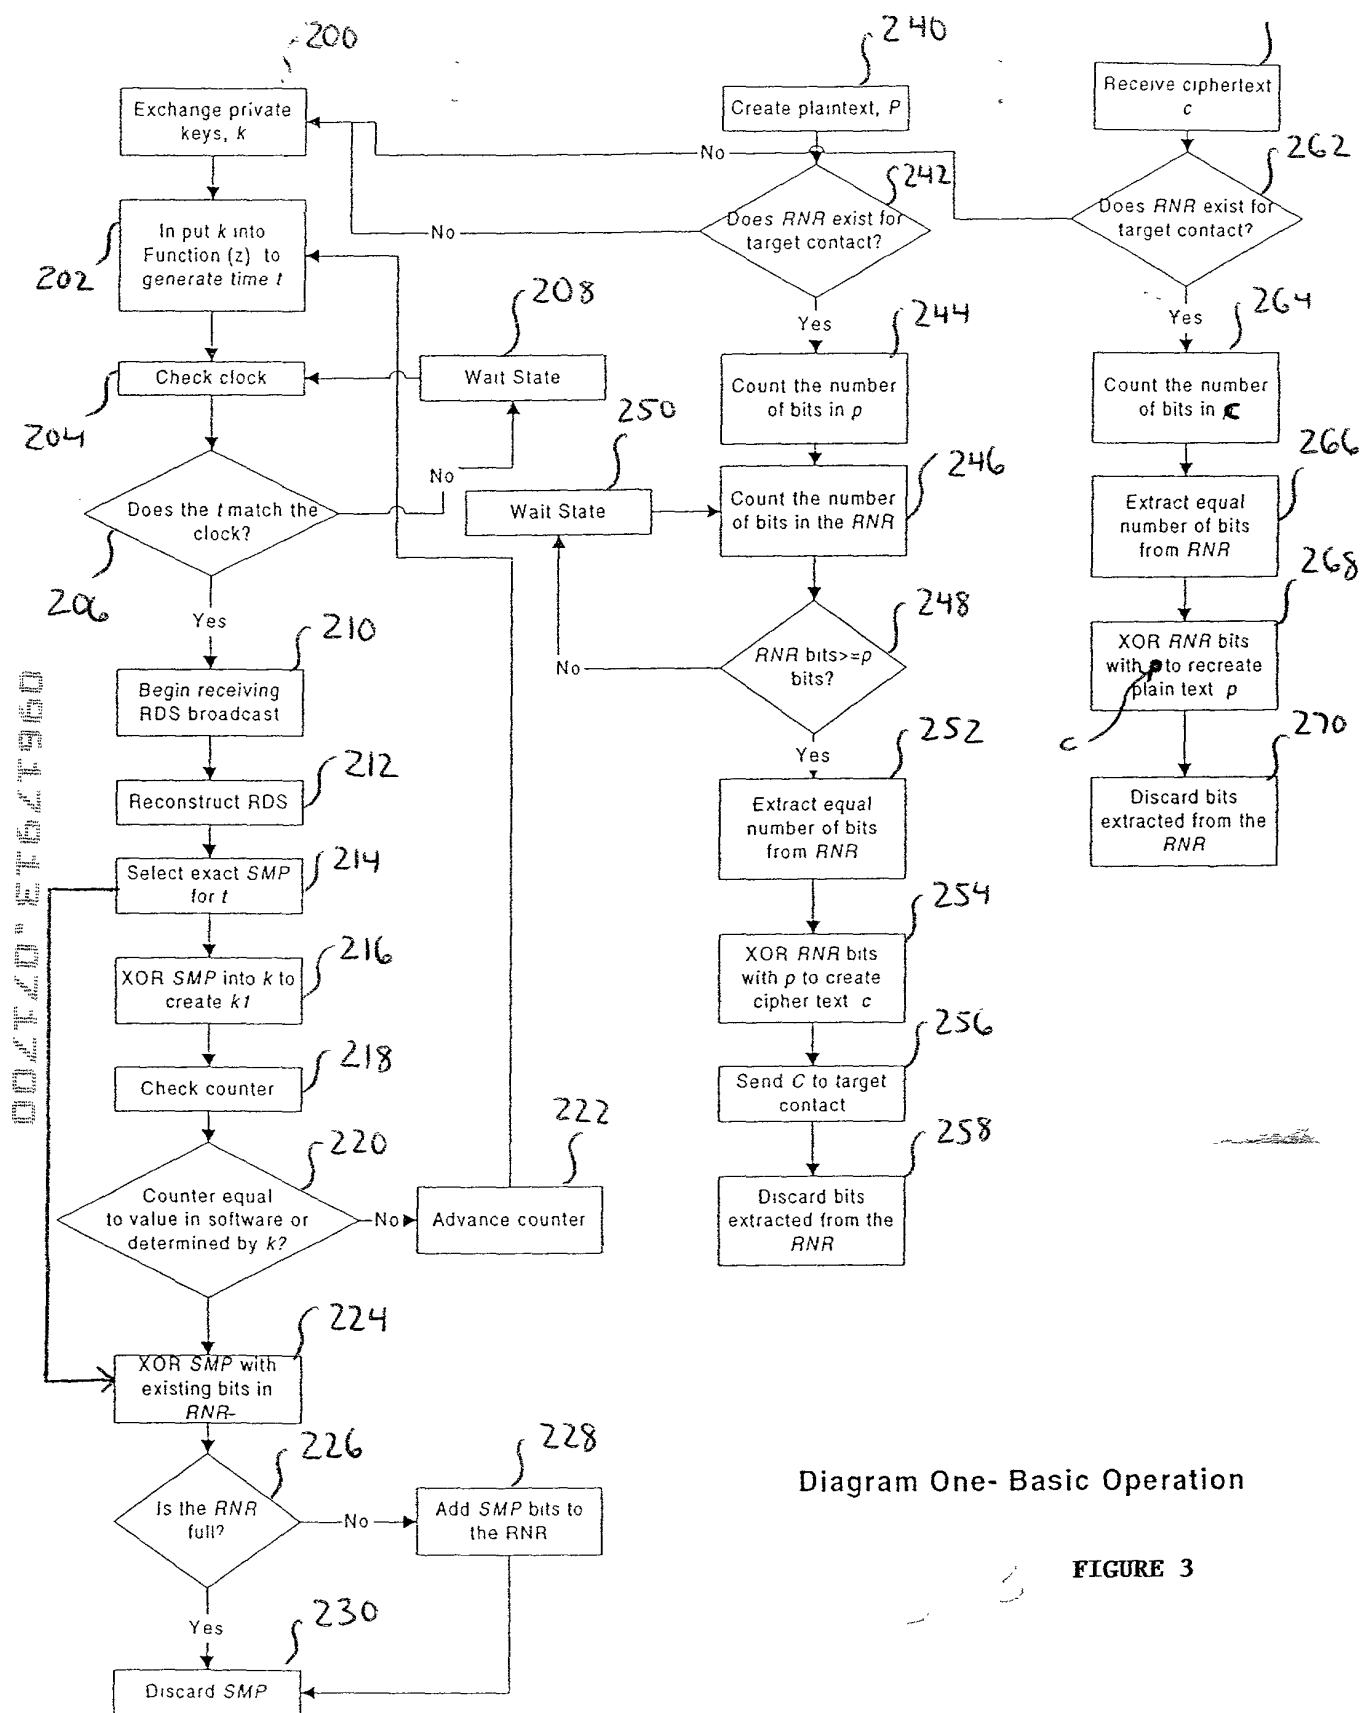 200
Exchange private
keys, k
In put k into
Function (z) to
generate time t
202
Check clock
204
Wait State
208
Does the t match the
clock?
206
No
Yes
Begin receiving
RDS broadcast
210
Reconstruct RDS
212
Select exact SMP
for t
214
XOR SMP into k to
create k1
216
Check counter
218
Counter equal
to value in software or
determined by k?
220
No
Advance counter
222
XOR SMP with
existing bits in
RNR-
224
Is the RNR
full?
226
No
Add SMP bits to
the RNR
228
Yes
Discard SMP
230
240
Create plaintext, P
Does RNR exist for
target contact?
242
No
Yes
Count the number
of bits in p
244
Count the number
of bits in the RNR
246
Wait State
250
RNR bits>=p
bits?
248
No
Yes
Extract equal
number of bits
from RNR
252
XOR RNR bits
with p to create
cipher text c
254
Send C to target
contact
256
Discard bits
extracted from the
RNR
258
Receive ciphertext
c
Does RNR exist for
target contact?
262
No
Yes
Count the number
of bits in C
264
Extract equal
number of bits
from RNR
266
XOR RNR bits
with to recreate
plain text p
c
268
Discard bits
extracted from the
RNR
270
Diagram One- Basic Operation
FIGURE 3
09617913.071700